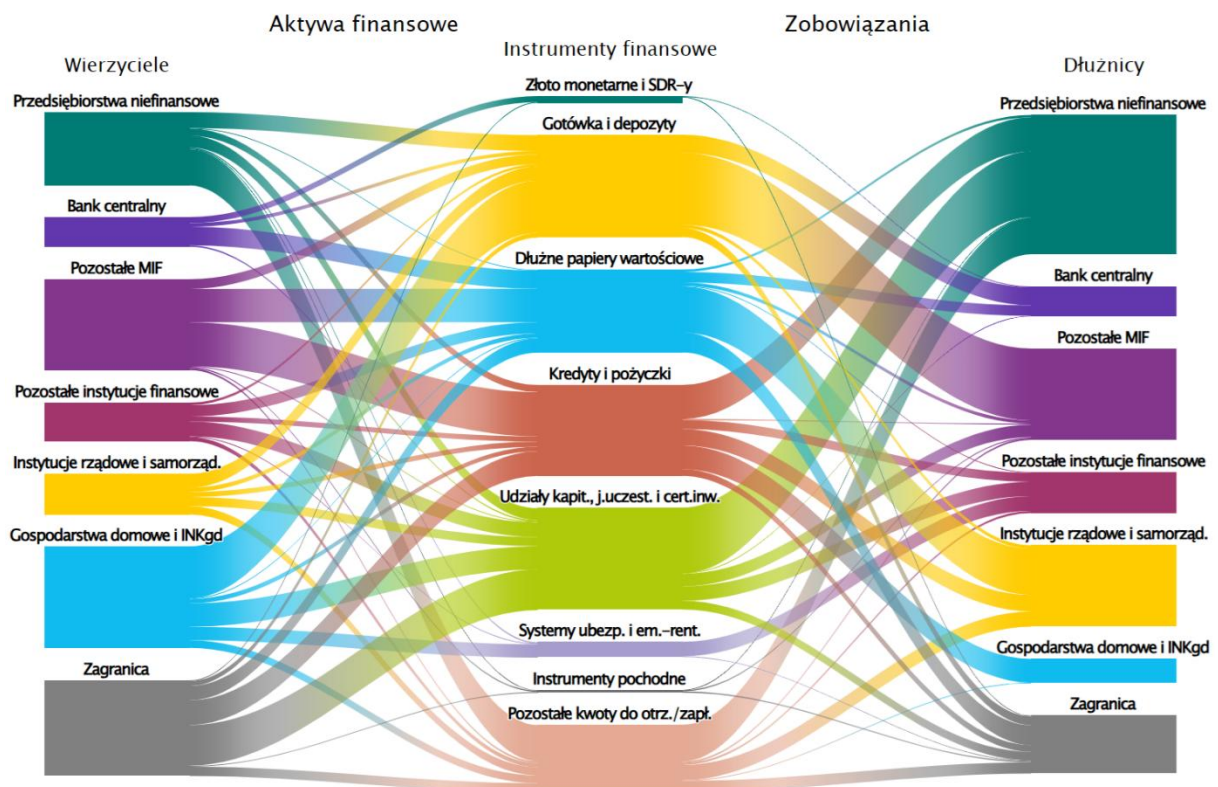 Aktywa finansowe
Zobowiązania
Wierzyciele
Instrumenty finansowe
Dłużnicy
Przedsiębiorstwa niefinansowe
Bank centralny
Pozostałe MIF
Pozostałe instytucje finansowe
Instytucje rządowe i samorząd.
Gospodarstwa domowe i INKgd
Zagranica
Złoto monetarne i SDR-y
Gotówka i depozyty
Dłużne papiery wartościowe
Kredyty i pożyczki
Udziały kapit., j.uczest. i cert.inw.
Systemy ubezp. i em.-rent.
Instrumenty pochodne
Pozostałe kwoty do otrz./zapł.
Przedsiębiorstwa niefinansowe
Bank centralny
Pozostałe MIF
Pozostałe instytucje finansowe
Instytucje rządowe i samorząd.
Gospodarstwa domowe i INKgd
Zagranica